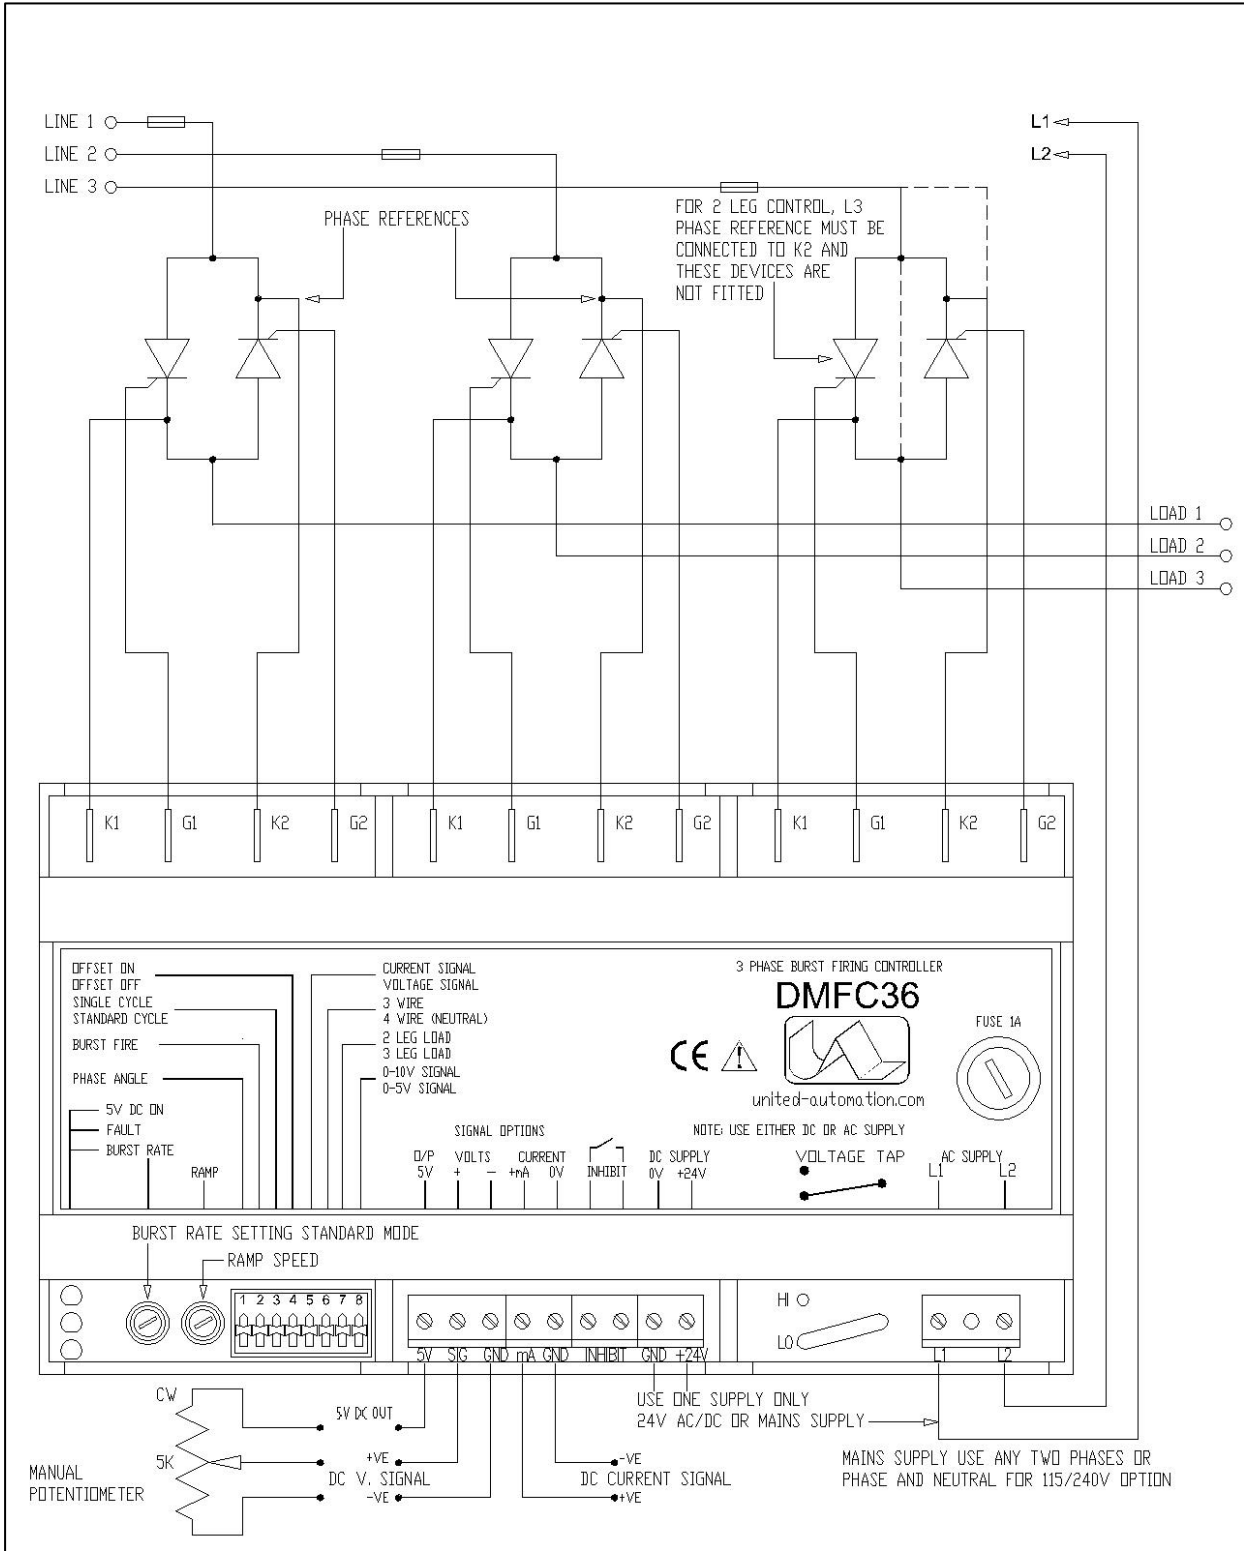 LINE 1
LINE 2
LINE 3
L1
L2
PHASE REFERENCES
FOR 2 LEG CONTROL, L3
PHASE REFERENCE MUST BE
CONNECTED TO K2 AND
THESE DEVICES ARE
NOT FITTED
LOAD 1
LOAD 2
LOAD 3
K1 G1 K2 G2
K1 G1 K2 G2
K1 G1 K2 G2
OFFSET ON
OFFSET OFF
SINGLE CYCLE
STANDARD CYCLE
BURST FIRE
PHASE ANGLE
5V DC ON
FAULT
BURST RATE
RAMP
CURRENT SIGNAL
VOLTAGE SIGNAL
3 WIRE
4 WIRE (NEUTRAL)
2 LEG LOAD
3 LEG LOAD
0-10V SIGNAL
0-5V SIGNAL
3 PHASE BURST FIRING CONTROLLER
DMFC36
CE
united-automation.com
FUSE 1A
SIGNAL OPTIONS
NOTE: USE EITHER DC OR AC SUPPLY
O/P VOLTS CURRENT DC SUPPLY
5V + - +mA 0V INHIBIT 0V +24V
VOLTAGE TAP
AC SUPPLY
L1 L2
BURST RATE SETTING STANDARD MODE
RAMP SPEED
1 2 3 4 5 6 7 8
HI
LO
5V SIG GND mA GND INHIBIT GND +24V
L1 L2
CW
5K
MANUAL
POTENTIOMETER
5V DC OUT
+VE
DC V. SIGNAL
-VE
-VE
DC CURRENT SIGNAL
+VE
USE ONE SUPPLY ONLY
24V AC/DC OR MAINS SUPPLY
MAINS SUPPLY USE ANY TWO PHASES OR
PHASE AND NEUTRAL FOR 115/240V OPTION